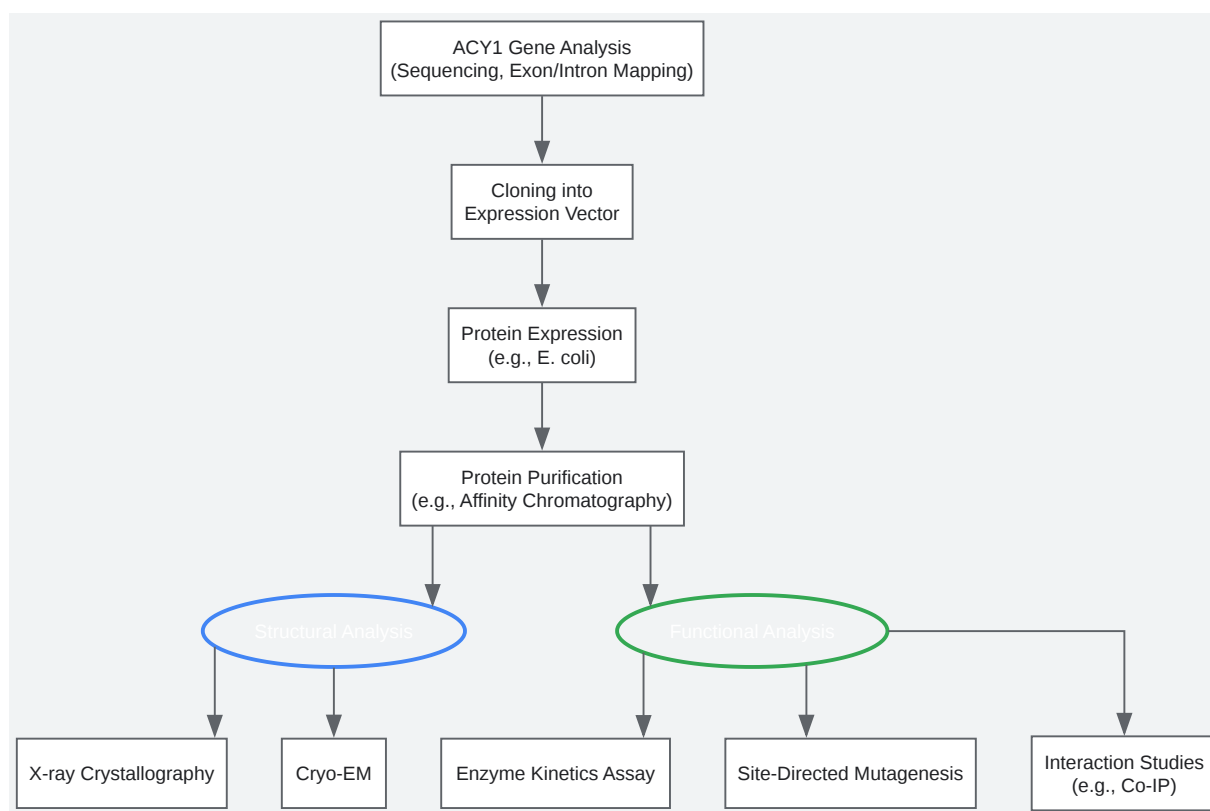 ACY1 Gene Analysis
(Sequencing, Exon/Intron Mapping)
Cloning into
Expression Vector
Protein Expression
(e.g., E. coli)
Protein Purification
(e.g., Affinity Chromatography)
Structural Analysis
Functional Analysis
X-ray Crystallography
Cryo-EM
Enzyme Kinetics Assay
Site-Directed Mutagenesis
Interaction Studies
(e.g., Co-IP)